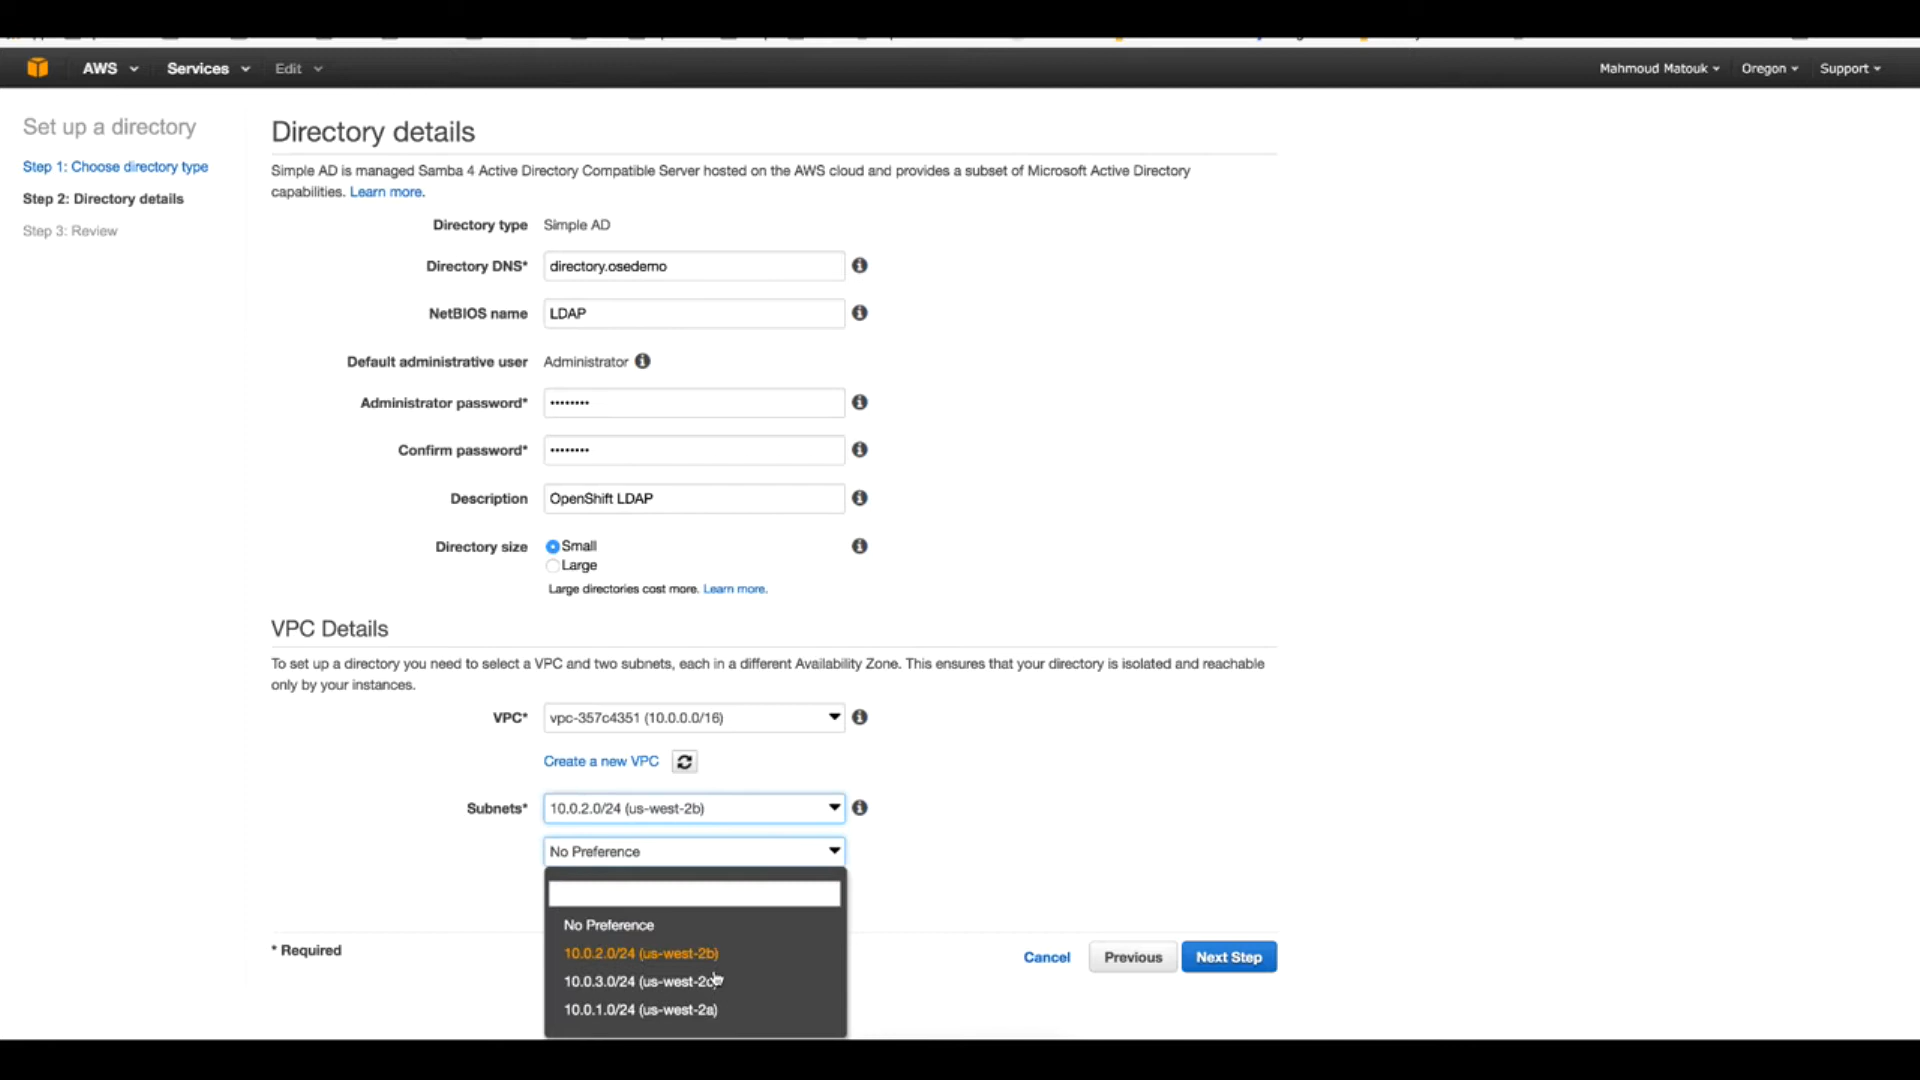 AWS Services Edit Mahmoud Matouk Oregon Support
Set up a directory
Step 1: Choose directory type
Step 2: Directory details
Step 3: Review
Directory details
Simple AD is managed Samba 4 Active Directory Compatible Server hosted on the AWS cloud and provides a subset of Microsoft Active Directory
capabilities. Learn more.
Directory type Simple AD
Directory DNS* directory.osedemo
NetBIOS name LDAP
Default administrative user Administrator
Administrator password* ••••••••
Confirm password* ••••••••
Description OpenShift LDAP
Directory size Small
Large
Large directories cost more. Learn more.
VPC Details
To set up a directory you need to select a VPC and two subnets, each in a different Availability Zone. This ensures that your directory is isolated and reachable
only by your instances.
VPC* vpc-357c4351 (10.0.0.0/16)
Create a new VPC
Subnets* 10.0.2.0/24 (us-west-2b)
No Preference
No Preference
10.0.2.0/24 (us-west-2b)
10.0.3.0/24 (us-west-2c)
10.0.1.0/24 (us-west-2a)
* Required
Cancel Previous Next Step